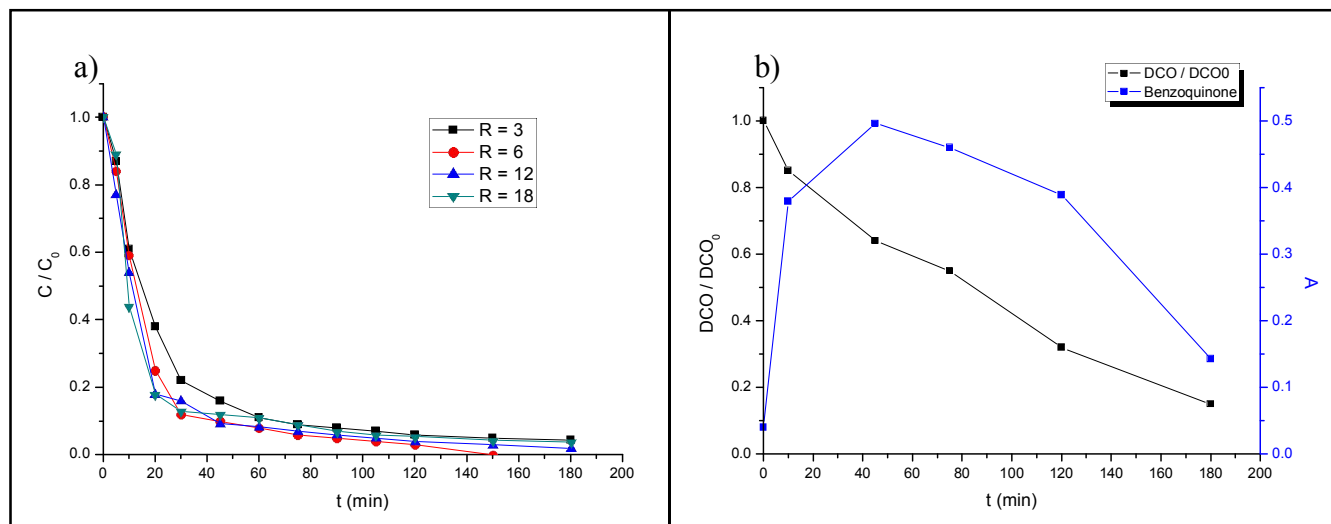 a)
R = 3
R = 6
R = 12
R = 18
C / C₀
1.0
0.8
0.6
0.4
0.2
0.0
0 20 40 60 80 100 120 140 160 180 200
t (min)
b)
DCO / DCO0
Benzoquinone
DCO / DCO₀
1.0
0.8
0.6
0.4
0.2
0.0
0 20 40 60 80 100 120 140 160 180 200
t (min)
0.5
0.4
0.3
0.2
0.1
0.0
A